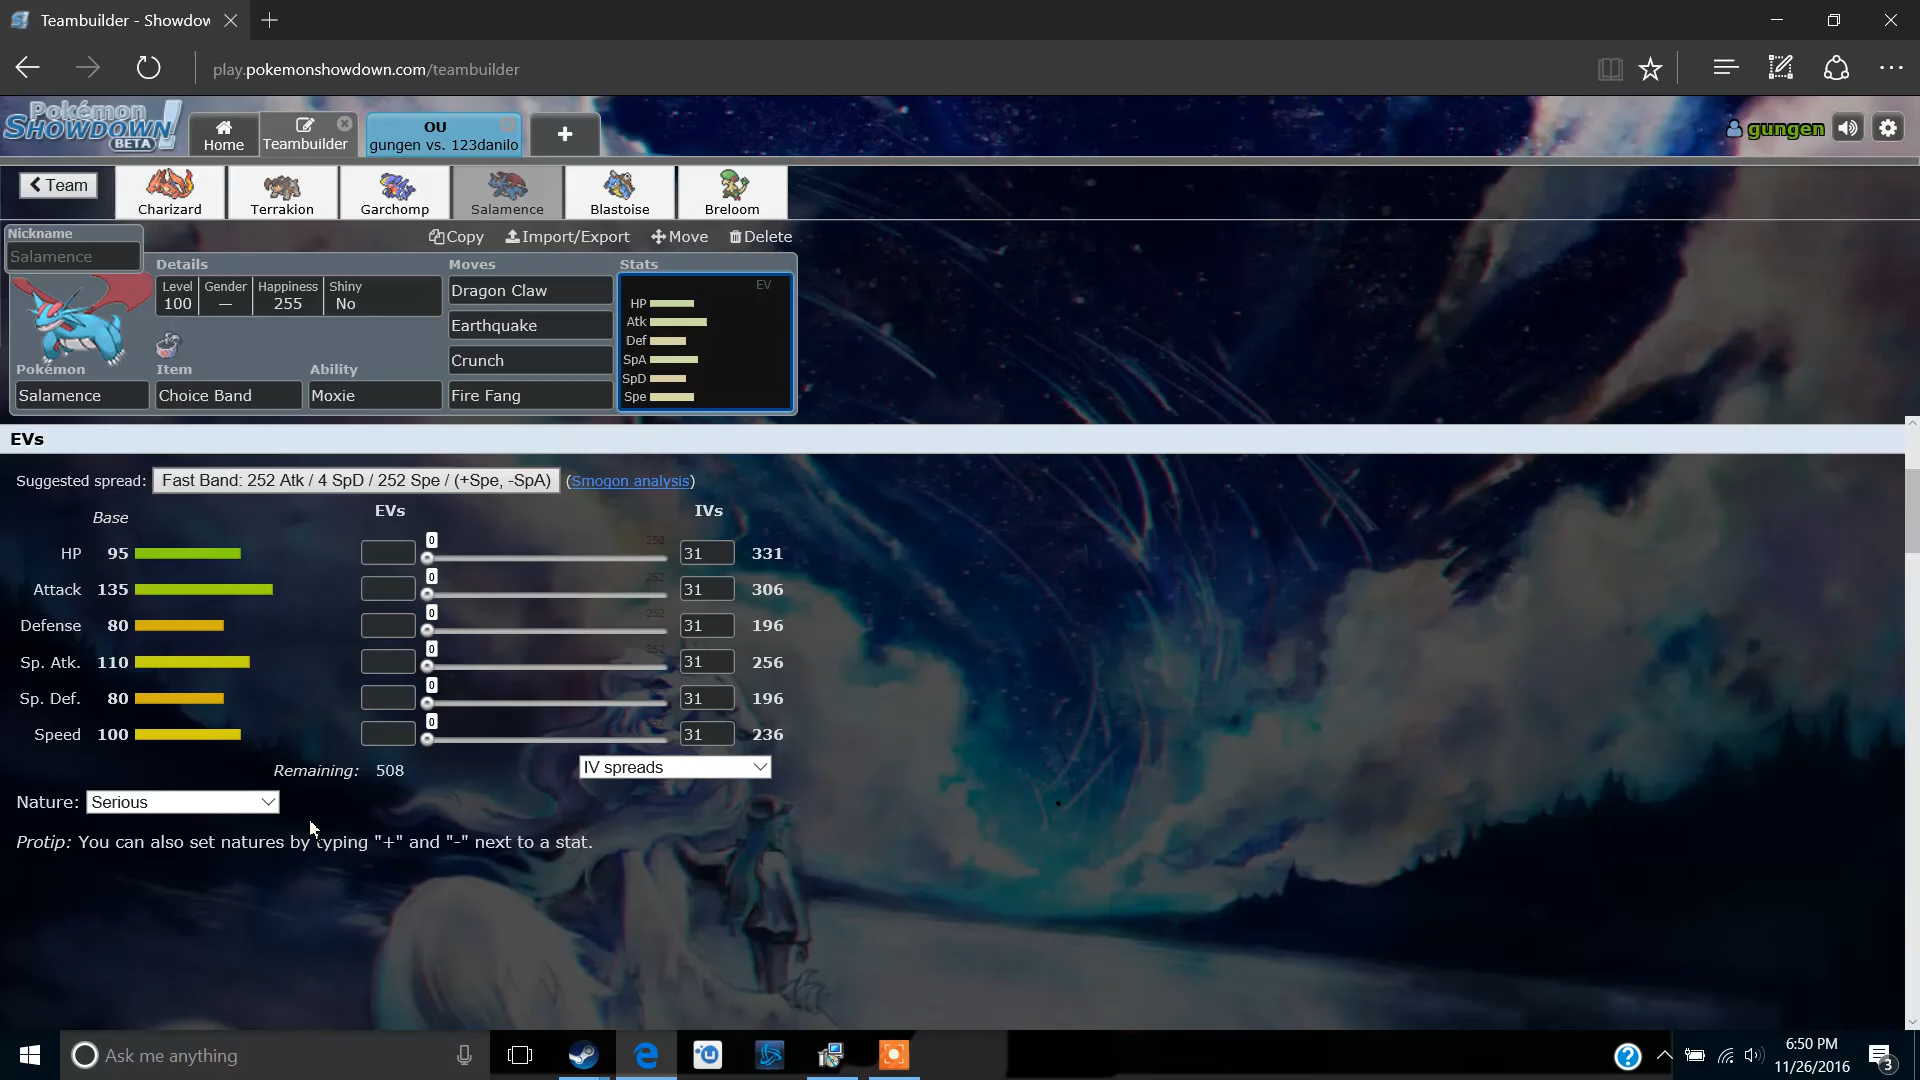 Teambuilder - Showdow
play.pokemonshowdown.com/teambuilder
Pokémon
SHOWDOWN!
BETA
Home
Teambuilder
OU
gungen vs. 123danilo
gungen
Team
Charizard
Terrakion
Garchomp
Salamence
Blastoise
Breloom
Nickname
Salamence
Copy
Import/Export
Move
Delete
Details
Moves
Stats
Level
100
Gender
—
Happiness
255
Shiny
No
Dragon Claw
Earthquake
Crunch
Fire Fang
EV
HP
Atk
Def
SpA
SpD
Spe
Pokémon
Salamence
Item
Choice Band
Ability
Moxie
EVs
Suggested spread: Fast Band: 252 Atk / 4 SpD / 252 Spe / (+Spe, -SpA) (Smogon analysis)
Base EVs IVs
HP 95 0 252 31 331
Attack 135 0 252 31 306
Defense 80 0 252 31 196
Sp. Atk. 110 0 252 31 256
Sp. Def. 80 0 252 31 196
Speed 100 0 252 31 236
Remaining: 508
IV spreads
Nature: Serious
Protip: You can also set natures by typing "+" and "-" next to a stat.
Ask me anything
6:50 PM
11/26/2016
3